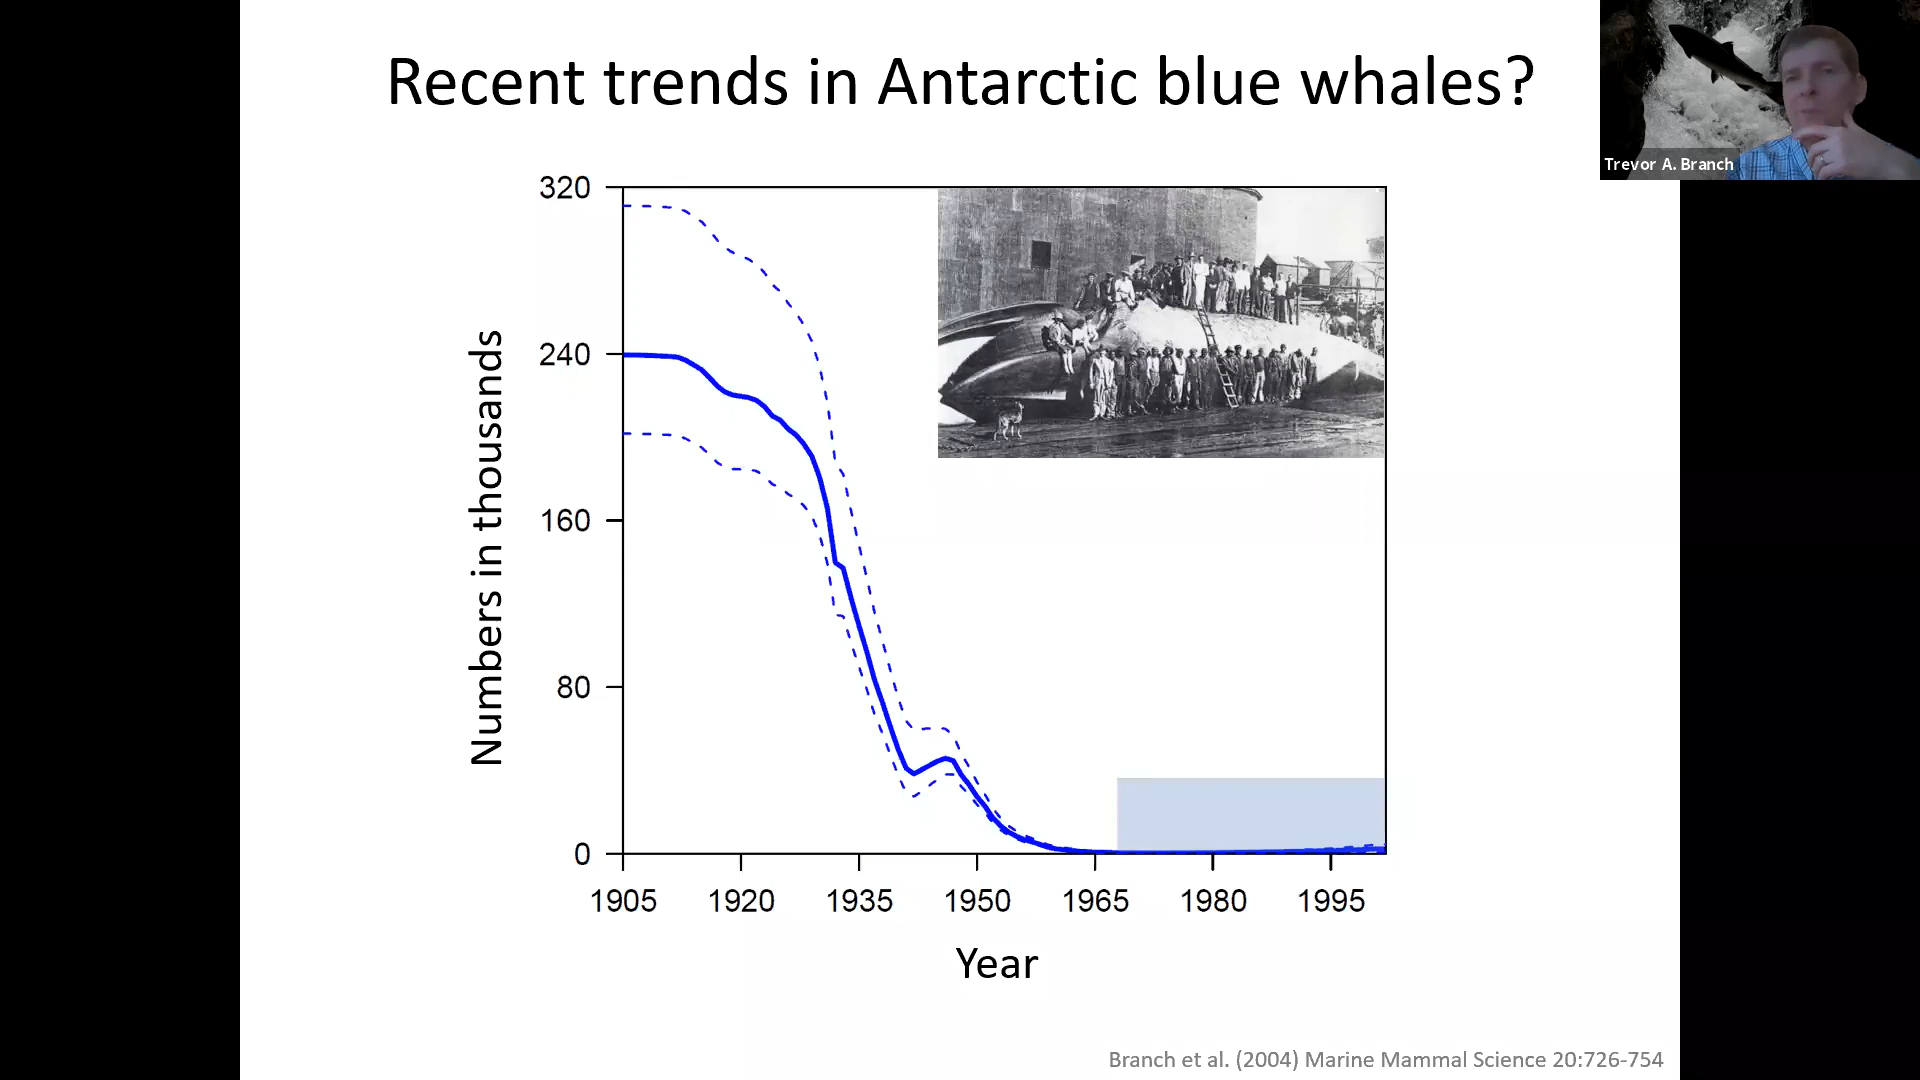 Recent trends in Antarctic blue whales?
Trevor A. Branch
Numbers in thousands
320
240
160
80
0
1905 1920 1935 1950 1965 1980 1995
Year
Branch et al. (2004) Marine Mammal Science 20:726-754